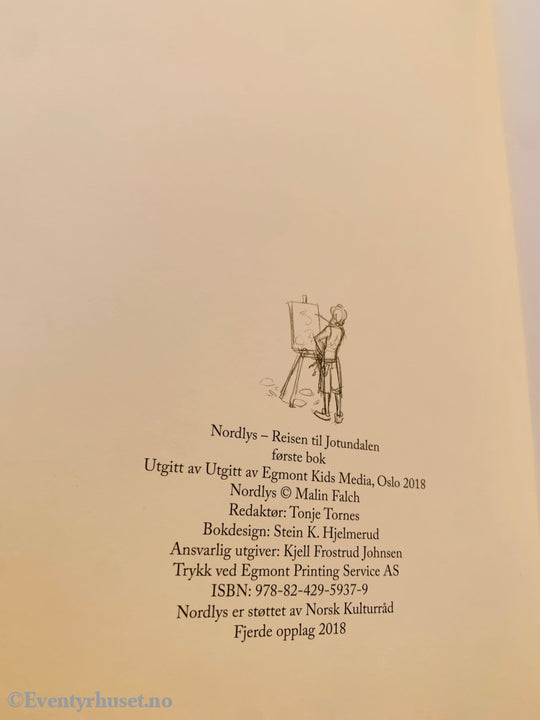 Nordlys – Reisen til Jotundalen
første bok
Utgitt av Utgitt av Egmont Kids Media, Oslo 2018
Nordlys © Malin Falch
Redaktør: Tonje Tornes
Bokdesign: Stein K. Hjelmerud
Ansvarlig utgiver: Kjell Frostrud Johnsen
Trykk ved Egmont Printing Service AS
ISBN: 978-82-429-5937-9
Nordlys er støttet av Norsk Kulturråd
Fjerde opplag 2018
©Eventyrhuset.no